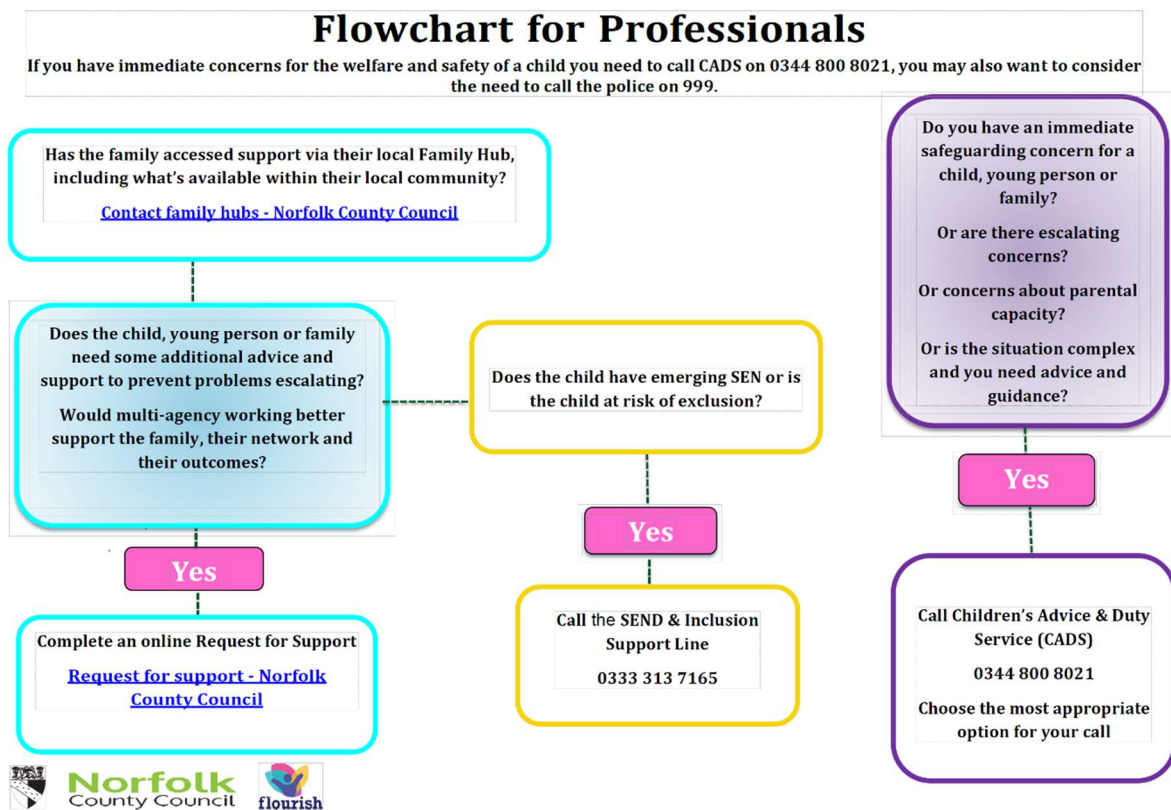 Flowchart for Professionals
If you have immediate concerns for the welfare and safety of a child you need to call CADS on 0344 800 8021, you may also want to consider
the need to call the police on 999.
Has the family accessed support via their local Family Hub,
including what's available within their local community?
Contact family hubs - Norfolk County Council
Does the child, young person or family
need some additional advice and
support to prevent problems escalating?
Would multi-agency working better
support the family, their network and
their outcomes?
Yes
Complete an online Request for Support
Request for support - Norfolk
County Council
Does the child have emerging SEN or is
the child at risk of exclusion?
Yes
Call the SEND & Inclusion
Support Line
0333 313 7165
Do you have an immediate
safeguarding concern for a
child, young person or
family?
Or are there escalating
concerns?
Or concerns about parental
capacity?
Or is the situation complex
and you need advice and
guidance?
Yes
Call Children's Advice & Duty
Service (CADS)
0344 800 8021
Choose the most appropriate
option for your call
Norfolk
County Council
flourish